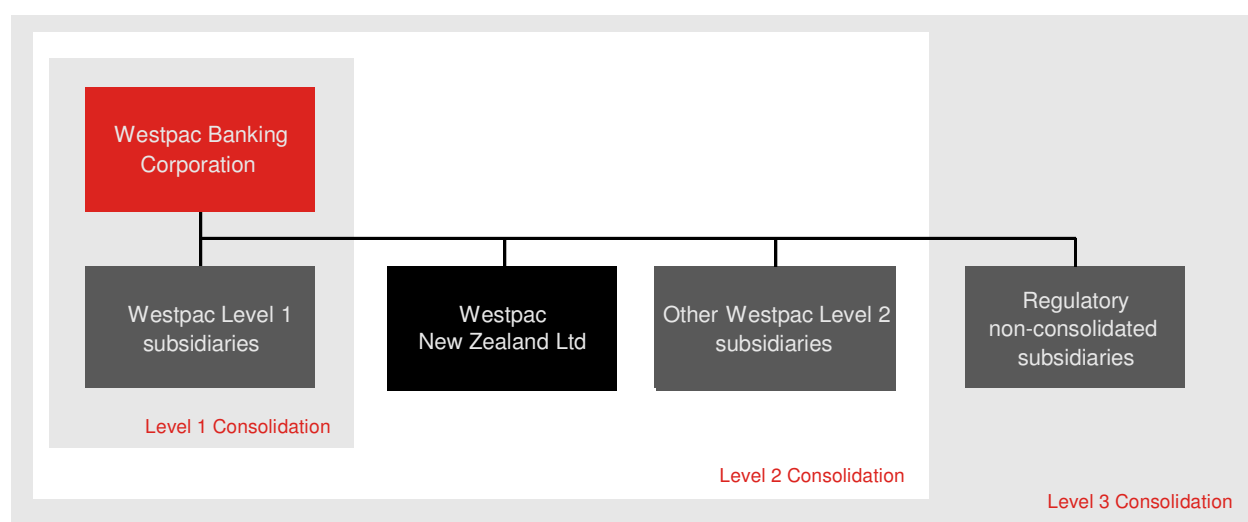 Westpac Banking
Corporation
Westpac Level 1
subsidiaries
Westpac
New Zealand Ltd
Other Westpac Level 2
subsidiaries
Regulatory
non-consolidated
subsidiaries
Level 1 Consolidation
Level 2 Consolidation
Level 3 Consolidation